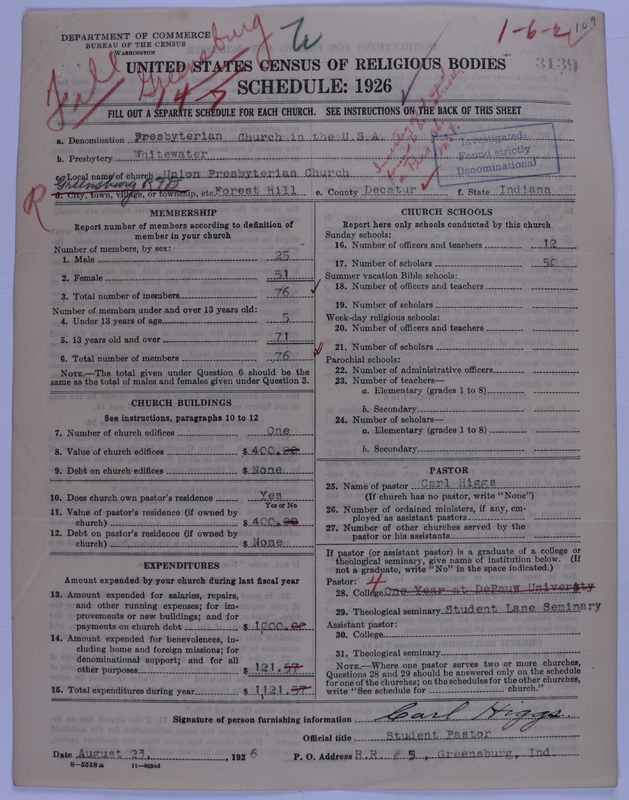 DEPARTMENT OF COMMERCE
BUREAU OF THE CENSUS
WASHINGTON
1-6-2
109
3139
Fill Greensburg
14-5
UNITED STATES CENSUS OF RELIGIOUS BODIES
SCHEDULE: 1926
FILL OUT A SEPARATE SCHEDULE FOR EACH CHURCH. SEE INSTRUCTIONS ON THE BACK OF THIS SHEET
a. Denomination Presbyterian Church in the U.S.A.
b. Presbytery Whitewater
Investigated:
Found strictly
Denominational
c. Local name of church Union Presbyterian Church
Greensburg RFD
R
d. City, town, village, or township, etc. Forest Hill e. County Decatur f. State Indiana
MEMBERSHIP
Report number of members according to definition of
member in your church
Number of members, by sex:
1. Male 25
2. Female 51
3. Total number of members 76
Number of members under and over 13 years old:
4. Under 13 years of age 5
5. 13 years old and over 71
6. Total number of members 76
NOTE.—The total given under Question 6 should be the
same as the total of males and females given under Question 3.
CHURCH BUILDINGS
See instructions, paragraphs 10 to 12
7. Number of church edifices One
8. Value of church edifices $ 400.00
9. Debt on church edifices $ None
10. Does church own pastor's residence Yes
Yes or No
11. Value of pastor's residence (if owned by
church) $ 400.00
12. Debt on pastor's residence (if owned by
church) $ None
EXPENDITURES
Amount expended by your church during last fiscal year
13. Amount expended for salaries, repairs,
and other running expenses; for im-
provements or new buildings; and for
payments on church debt $ 1000.00
14. Amount expended for benevolences, in-
cluding home and foreign missions; for
denominational support; and for all
other purposes $ 121.57
15. Total expenditures during year $ 1121.57
CHURCH SCHOOLS
Report here only schools conducted by this church
Sunday schools:
16. Number of officers and teachers 12
17. Number of scholars 50
Summer vacation Bible schools:
18. Number of officers and teachers
19. Number of scholars
Week-day religious schools:
20. Number of officers and teachers
21. Number of scholars
Parochial schools:
22. Number of administrative officers
23. Number of teachers—
a. Elementary (grades 1 to 8)
b. Secondary
24. Number of scholars—
a. Elementary (grades 1 to 8)
b. Secondary
PASTOR
25. Name of pastor Carl Higgs
(If church has no pastor, write "None")
26. Number of ordained ministers, if any, em-
ployed as assistant pastors
27. Number of other churches served by the
pastor or his assistants
If pastor (or assistant pastor) is a graduate of a college or
theological seminary, give name of institution below. (If
not a graduate, write "No" in the space indicated.)
Pastor: 4
28. College One Year at DePauw University
29. Theological seminary Student Lane Seminary
Assistant pastor:
30. College
31. Theological seminary
NOTE.—Where one pastor serves two or more churches,
Questions 28 and 29 should be answered only on the schedule
for one of the churches; on the schedules for the other churches,
write "See schedule for church."
Signature of person furnishing information Carl Higgs
Official title Student Pastor
Date August 23, 1926 P. O. Address R.R. # 5, Greensburg, Ind.
8-5518 a 11-9054d